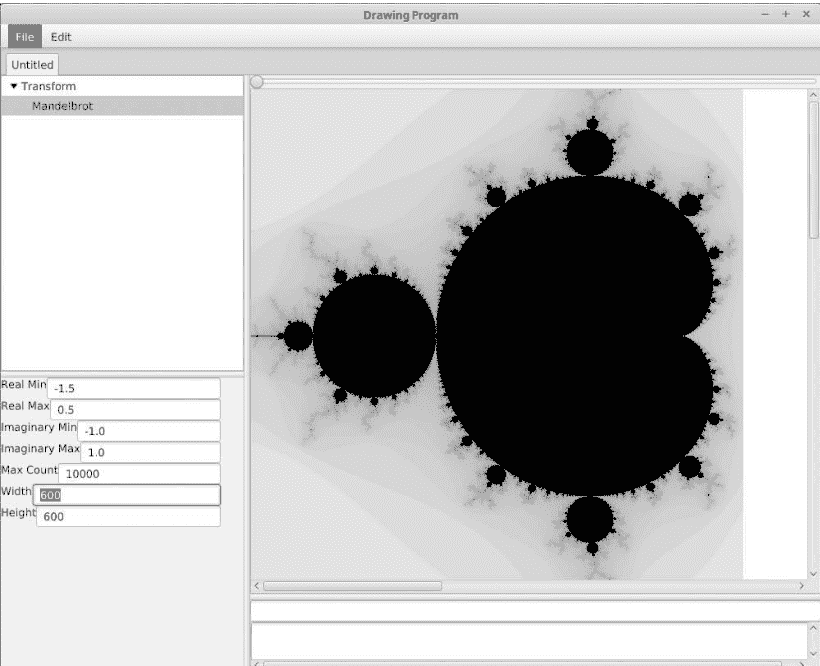 Drawing Program
File Edit
Untitled
Transform
Mandelbrot
Real Min -1.5
Real Max 0.5
Imaginary Min -1.0
Imaginary Max 1.0
Max Count 10000
Width 600
Height 600